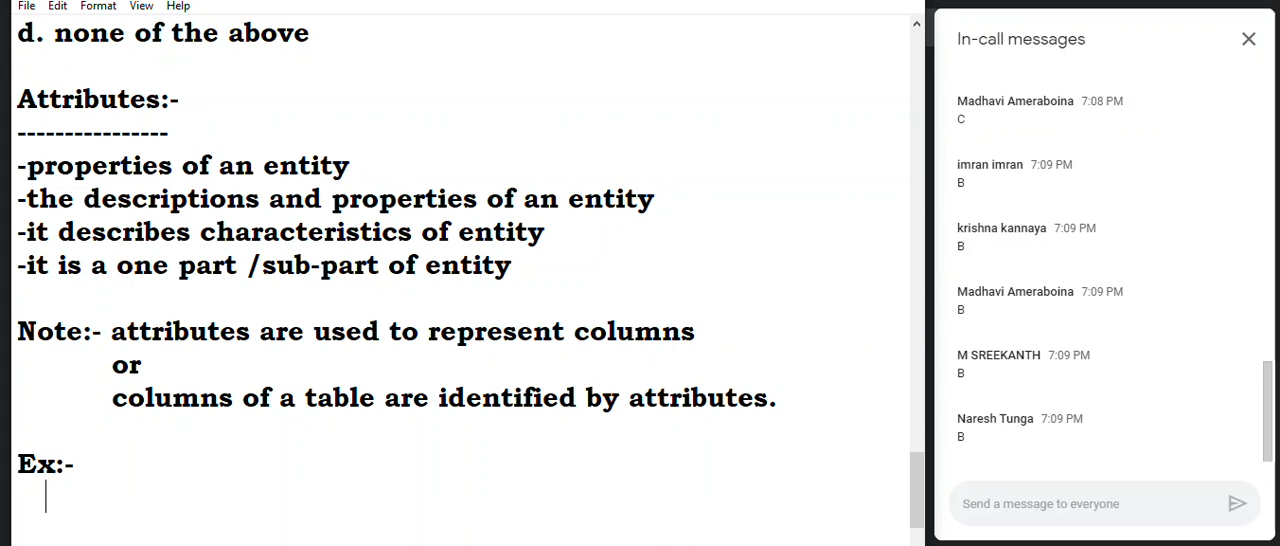 File Edit Format View Help
d. none of the above
Attributes:-
----------------
-properties of an entity
-the descriptions and properties of an entity
-it describes characteristics of entity
-it is a one part /sub-part of entity
Note:- attributes are used to represent columns
or
columns of a table are identified by attributes.
Ex:-
In-call messages
Madhavi Ameraboina 7:08 PM
C
imran imran 7:09 PM
B
krishna kannaya 7:09 PM
B
Madhavi Ameraboina 7:09 PM
B
M SREEKANTH 7:09 PM
B
Naresh Tunga 7:09 PM
B
Send a message to everyone